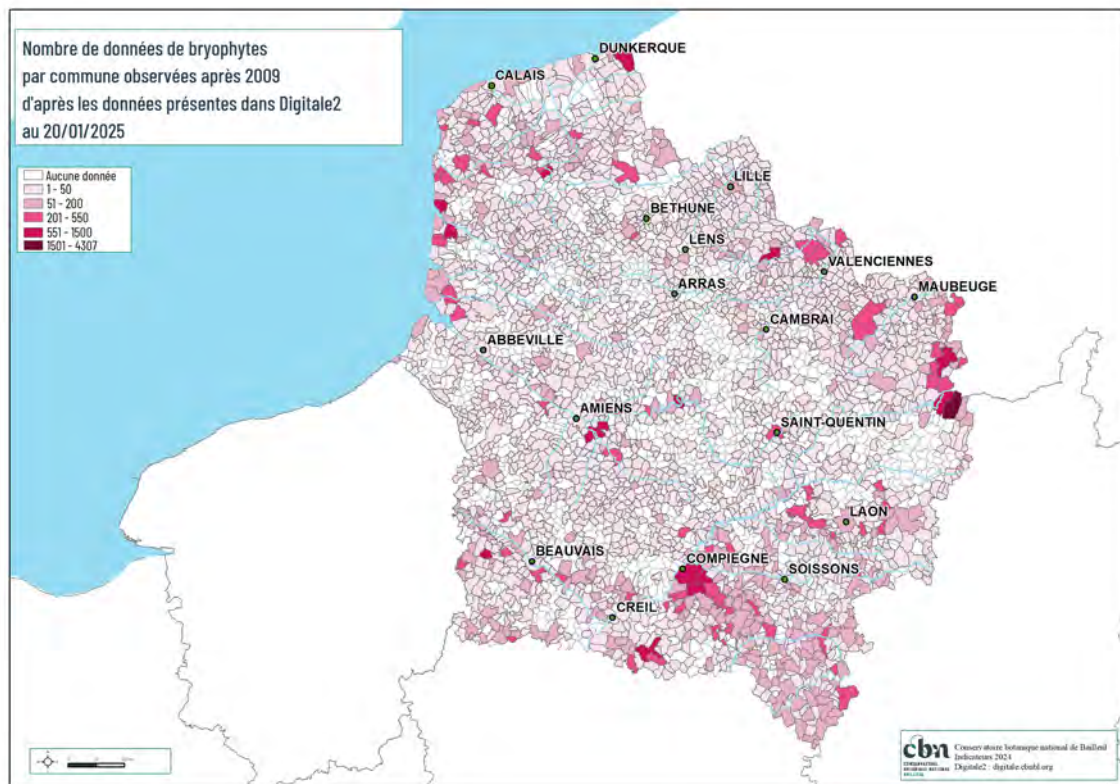 Nombre de données de bryophytes
par commune observées après 2009
d'après les données présentes dans Digitale2
au 20/01/2025
Aucune donnée
1 - 50
51 - 200
201 - 550
551 - 1500
1501 - 4307
DUNKERQUE
CALAIS
LILLE
BETHUNE
LENS
VALENCIENNES
ARRAS
MAUBEUGE
CAMBRAI
ABBEVILLE
AMIENS
SAINT-QUENTIN
LAON
BEAUVAIS
COMPIEGNE
SOISSONS
CREIL
cbn
CONSERVATOIRE
BOTANIQUE NATIONAL
Conservatoire botanique national de Bailleul
Indicateurs 2024
Digitale2 : digitale.cbnbl.org